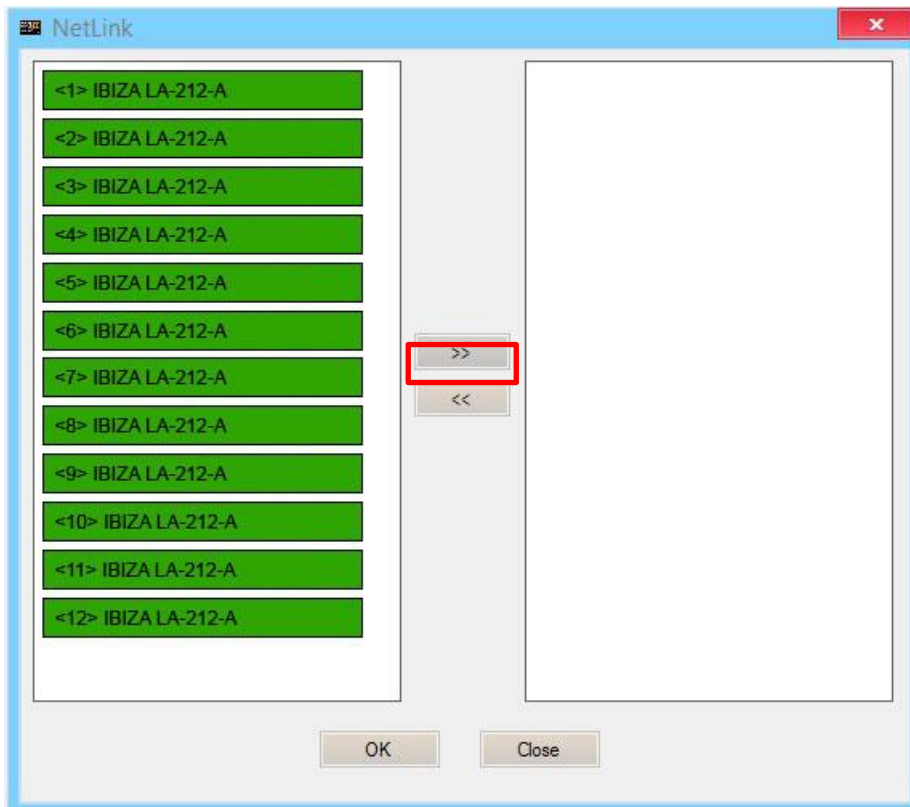 NetLink
<1> IBIZA LA-212-A
<2> IBIZA LA-212-A
<3> IBIZA LA-212-A
<4> IBIZA LA-212-A
<5> IBIZA LA-212-A
<6> IBIZA LA-212-A
<7> IBIZA LA-212-A
<8> IBIZA LA-212-A
<9> IBIZA LA-212-A
<10> IBIZA LA-212-A
<11> IBIZA LA-212-A
<12> IBIZA LA-212-A
>>
<<
OK
Close